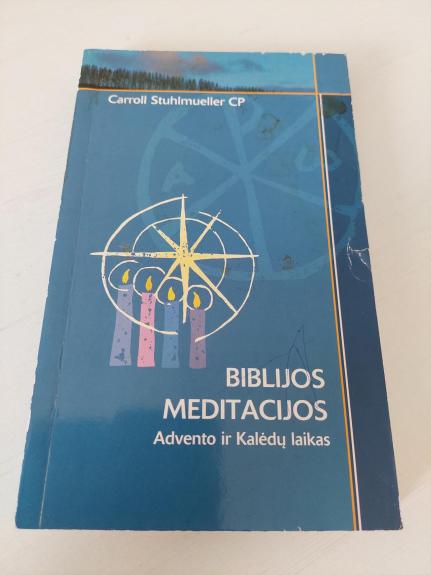 Carroll Stuhlmueller CP
BIBLIJOS
MEDITACIJOS
Advento ir Kalėdų laikas